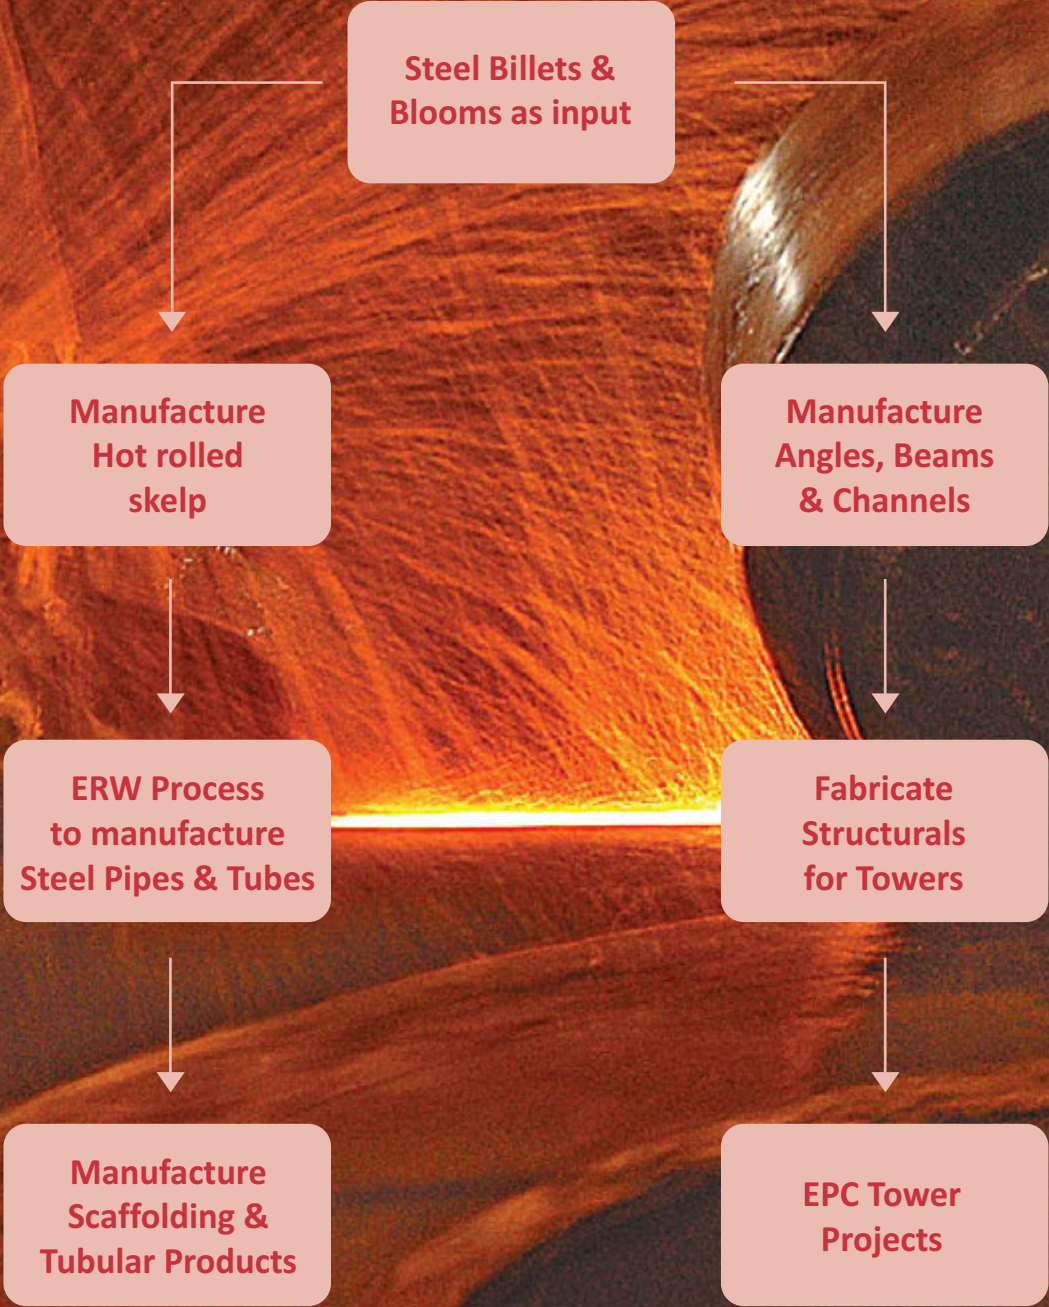 Steel Billets &
Blooms as input
Manufacture
Hot rolled
skelp
Manufacture
Angles, Beams
& Channels
ERW Process
to manufacture
Steel Pipes & Tubes
Fabricate
Structurals
for Towers
Manufacture
Scaffolding &
Tubular Products
EPC Tower
Projects